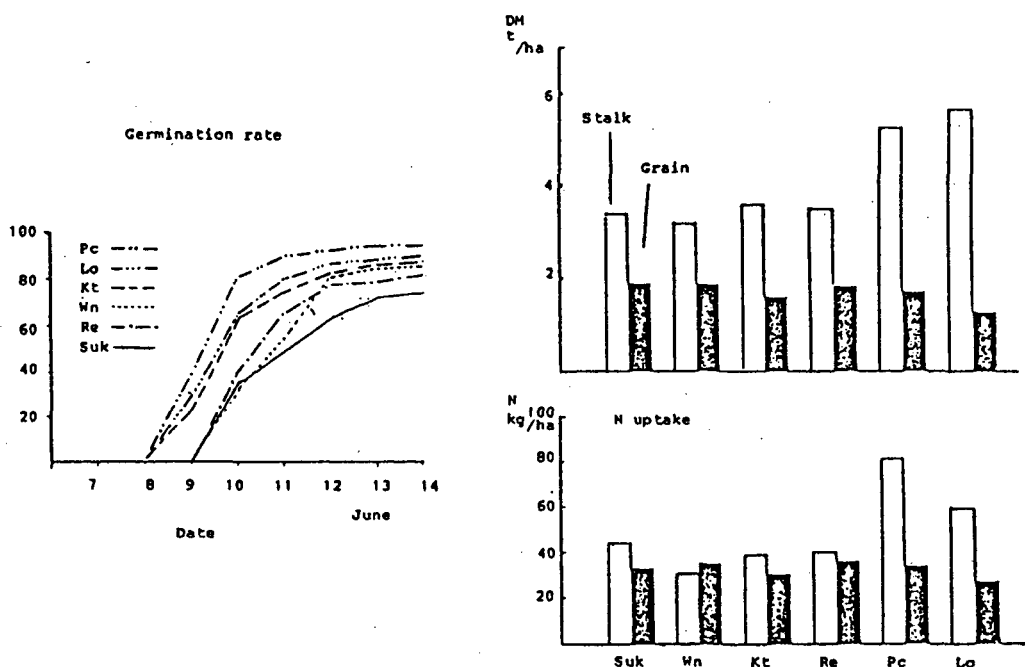 Germination rate
100
80
60
40
20
Pc
Lo
Kt
Wn
Re
Suk
7 8 9 10 11 12 13 14
June
Date
DM
t/ha
6
4
2
Stalk
Grain
N
kg/ha
100
80
60
40
20
N uptake
Suk Wn Kt Re Pc Lo